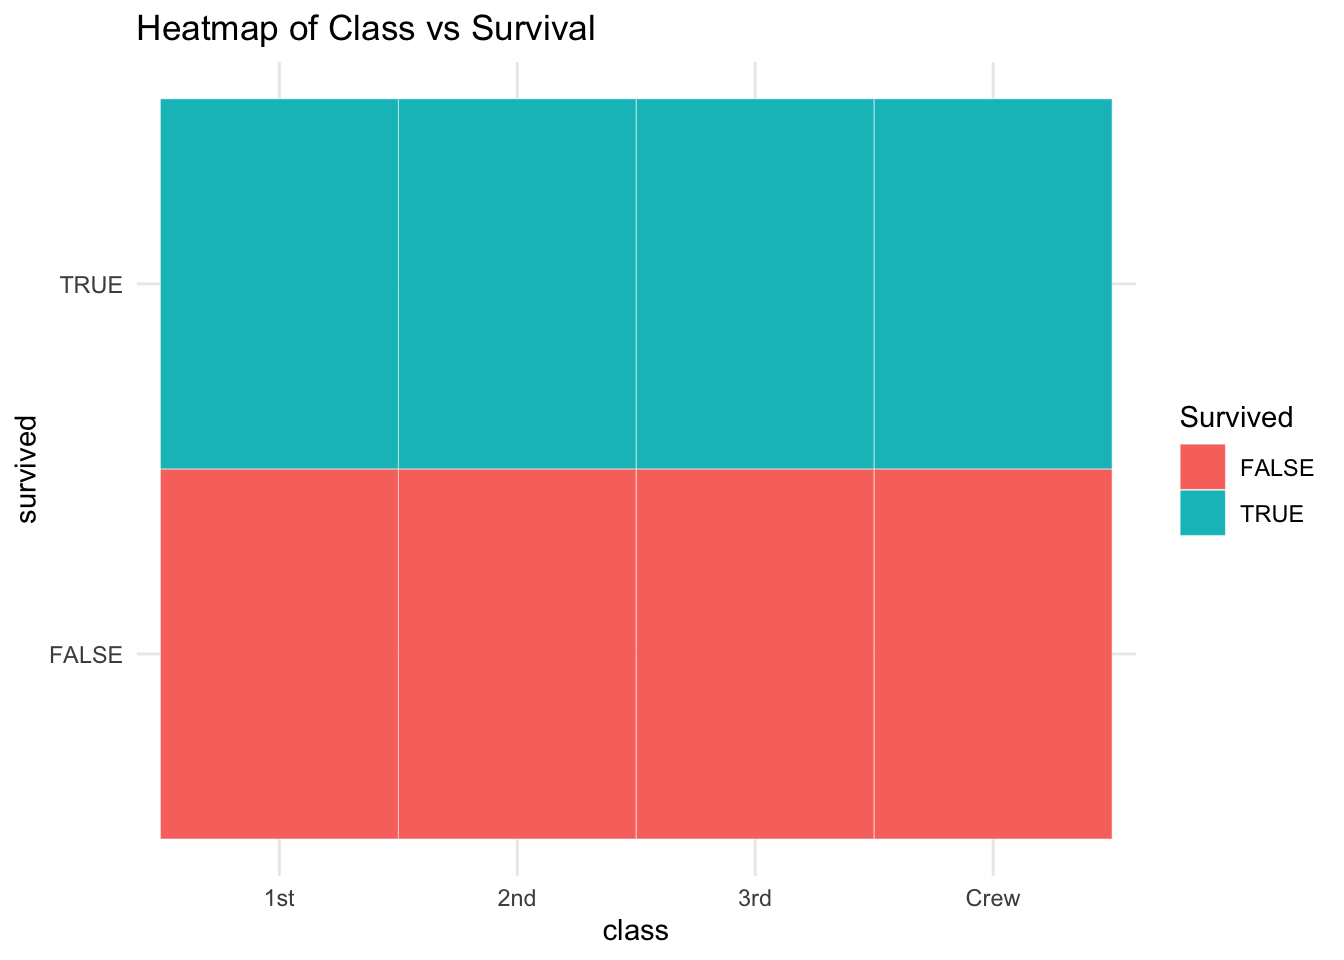 Heatmap of Class vs Survival
TRUE
FALSE
survived
1st 2nd 3rd Crew
class
Survived
FALSE
TRUE